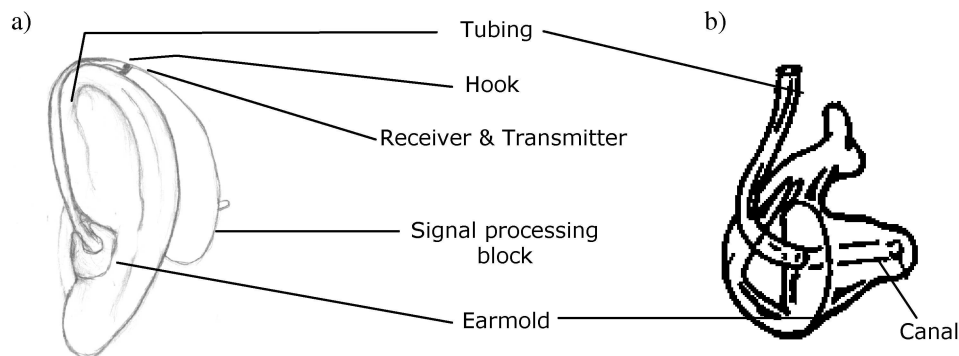 a)
Tubing
b)
Hook
Receiver & Transmitter
Signal processing
block
Earmold
Canal